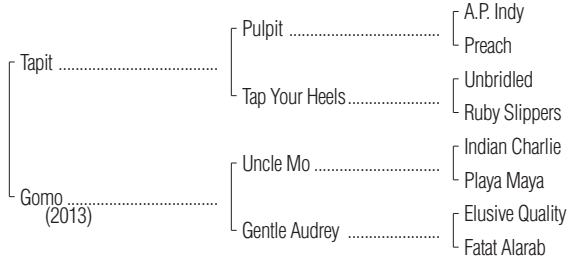 A.P. Indy
Pulpit ....................................
Preach
Tapit ..............................................
Unbridled
Tap Your Heels......................
Ruby Slippers
Indian Charlie
Uncle Mo ..............................
Playa Maya
Gomo ...........................................
(2013)
Elusive Quality
Gentle Audrey ......................
Fatat Alarab